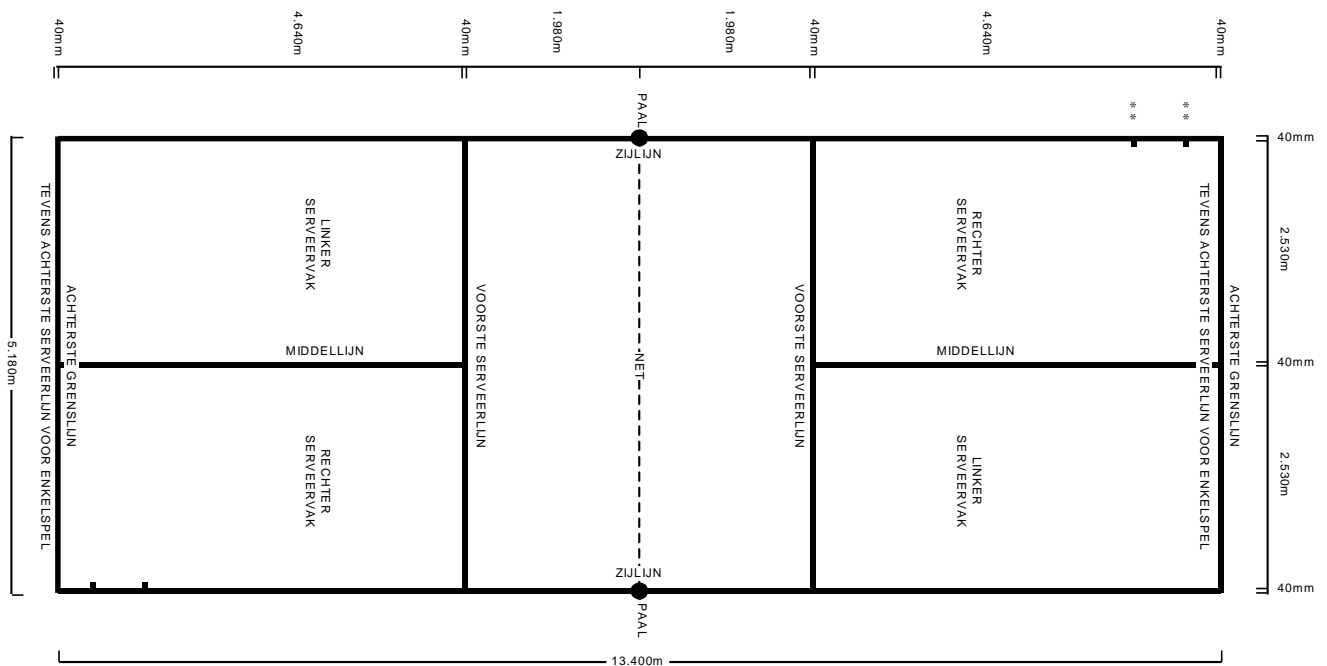 40mm
4.640m
40mm
1.980m
1.980m
40mm
4.640m
40mm
PAAL
**
**
ZIJLIJN
40mm
TEVENS ACHTERSTE SERVEERLIJN VOOR ENKELSPEL
ACHTERSTE GRENSLIJN
LINKER
SERVEERVAK
VOORSTE SERVEERLIJN
VOORSTE SERVEERLIJN
RECHTER
SERVEERVAK
TEVENS ACHTERSTE SERVEERLIJN VOOR ENKELSPEL
ACHTERSTE GRENSLIJN
2.530m
5.180m
MIDDELLIJN
NET
MIDDELLIJN
40mm
RECHTER
SERVEERVAK
LINKER
SERVEERVAK
2.530m
ZIJLIJN
40mm
PAAL
13.400m